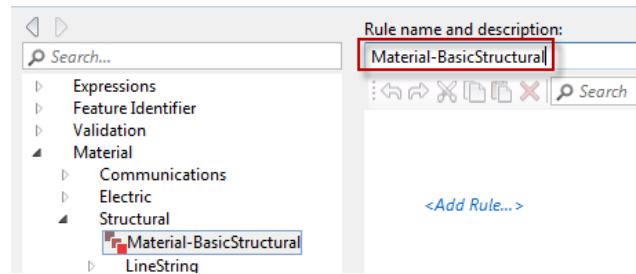 Rule name and description:
Search...
Material-BasicStructural
Expressions
Search
Feature Identifier
Validation
Material
Communications
Electric
<Add Rule...>
Structural
Material-BasicStructural
LineString